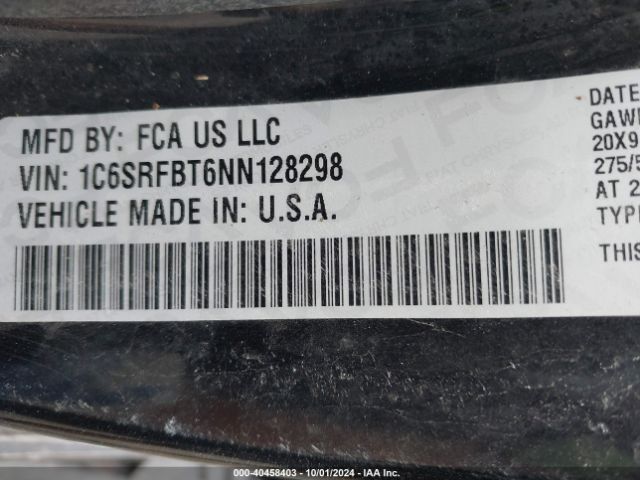 MFD BY: FCA US LLC
VIN: 1C6SRFBT6NN128298
VEHICLE MADE IN: U.S.A.
DATE
20X9
275/5
AT 2
TYP
THIS
000-40458403 - 10/01/2024 - IAA Inc.